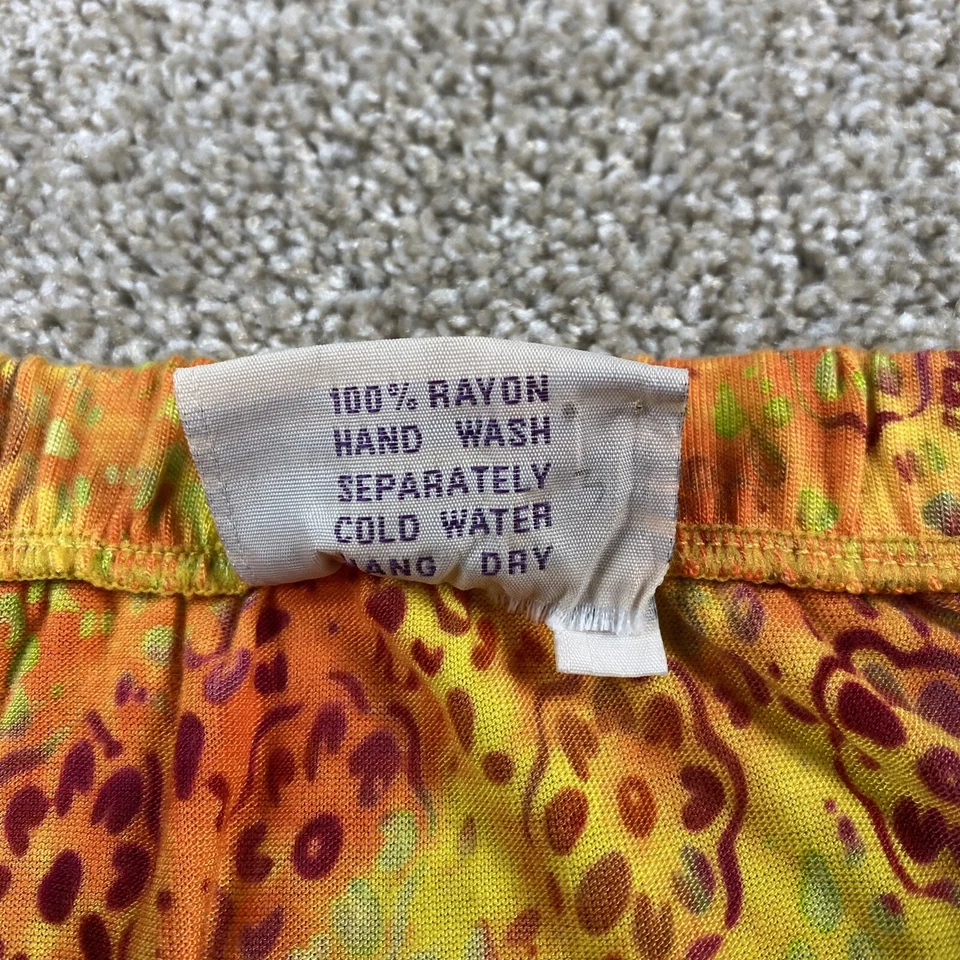 100% RAYON
HAND WASH
SEPARATELY
COLD WATER
HANG DRY